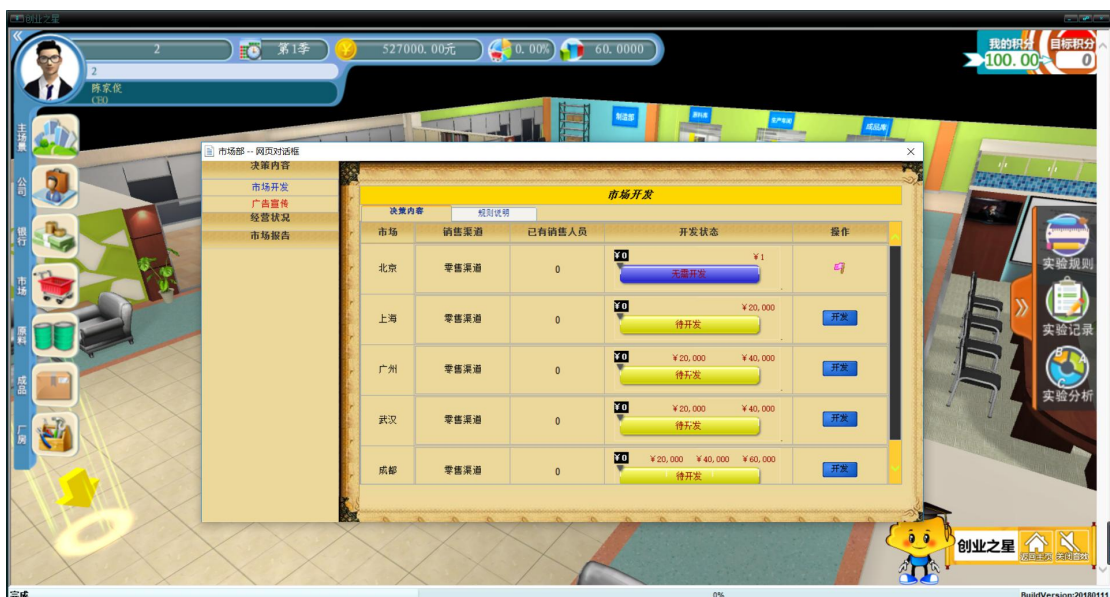 创业之星
2
第1季
527000.00元
0.00%
60.0000
我的积分
100.00
目标积分
0
2
陈家俊
CEO
制造部
原料库
生产车间
成品库
主场景
公司
银行
市场
原料
成品
厂房
市场部 -- 网页对话框
决策内容
市场开发
广告宣传
经营状况
市场报告
市场开发
决策内容
规则说明
市场 销售渠道 已有销售人员 开发状态 操作
北京 零售渠道 0 ¥0 ¥1 无需开发
上海 零售渠道 0 ¥0 ¥20,000 待开发 开发
广州 零售渠道 0 ¥0 ¥20,000 ¥40,000 待开发 开发
武汉 零售渠道 0 ¥0 ¥20,000 ¥40,000 待开发 开发
成都 零售渠道 0 ¥0 ¥20,000 ¥40,000 ¥60,000 待开发 开发
实验规则
实验记录
实验分析
创业之星
返回主页
关闭音效
完成
0%
BuildVersion:20180111